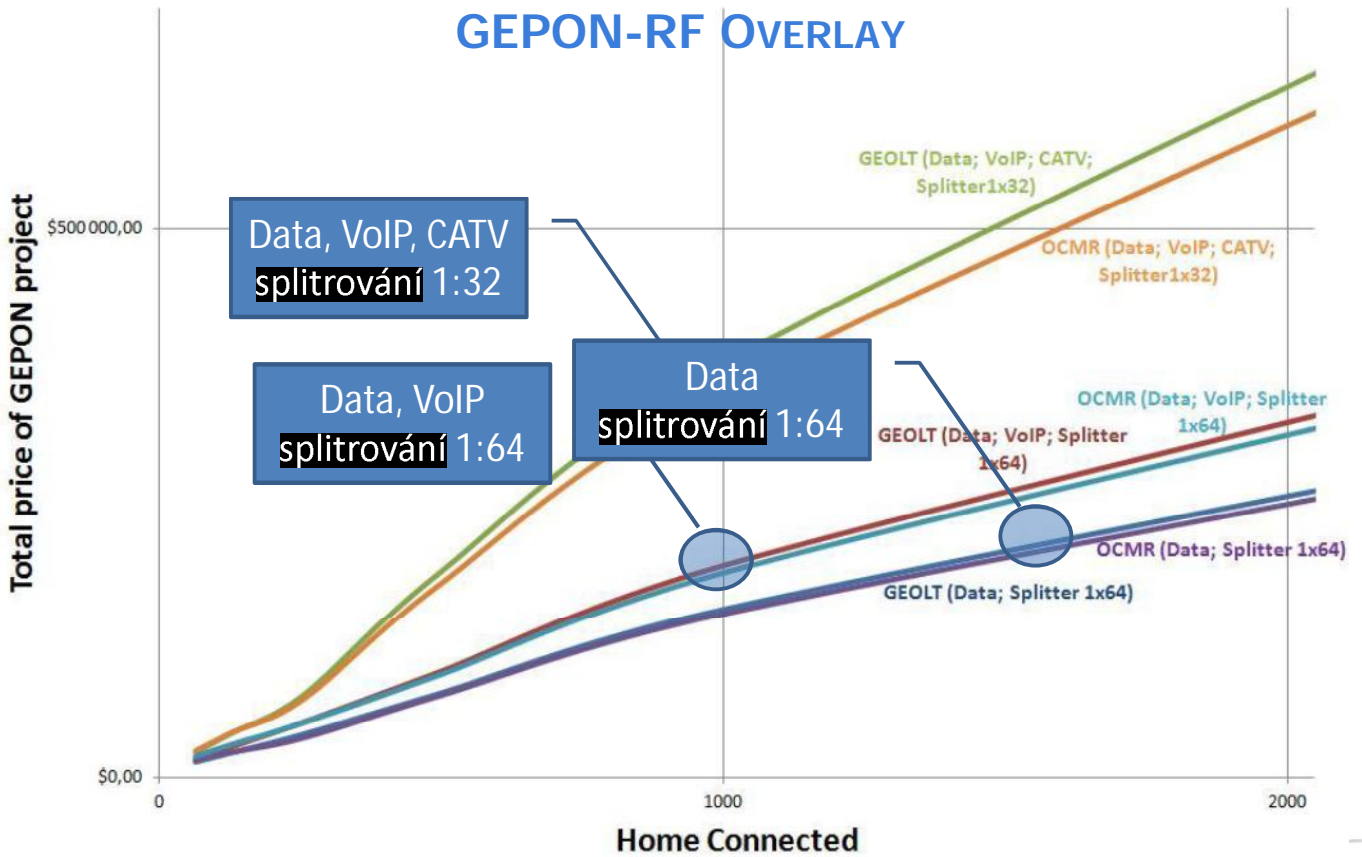 GEPON-RF OVERLAY
Total price of GEPON project
$500 000,00
$0,00
GEOLT (Data; VoIP; CATV;
Splitter1x32)
OCMR (Data; VoIP; CATV;
Splitter1x32)
Data, VoIP, CATV
splitrování 1:32
Data, VoIP
splitrování 1:64
Data
splitrování 1:64
OCMR (Data; VoIP; Splitter
1x64)
GEOLT (Data; VoIP; Splitter
1x64)
OCMR (Data; Splitter 1x64)
GEOLT (Data; Splitter 1x64)
0
1000
2000
Home Connected